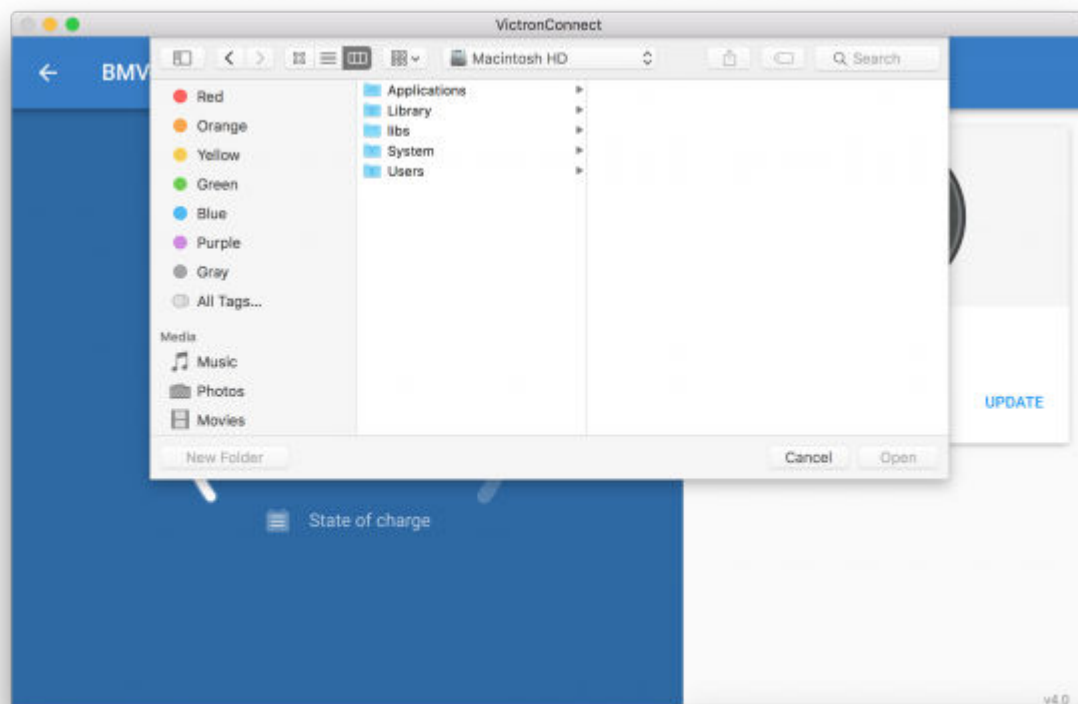 VictronConnect
BMV
Macintosh HD
Search
Red
Orange
Yellow
Green
Blue
Purple
Gray
All Tags...
Media
Music
Photos
Movies
Applications
Library
libs
System
Users
UPDATE
New Folder
Cancel
Open
State of charge
v4.0